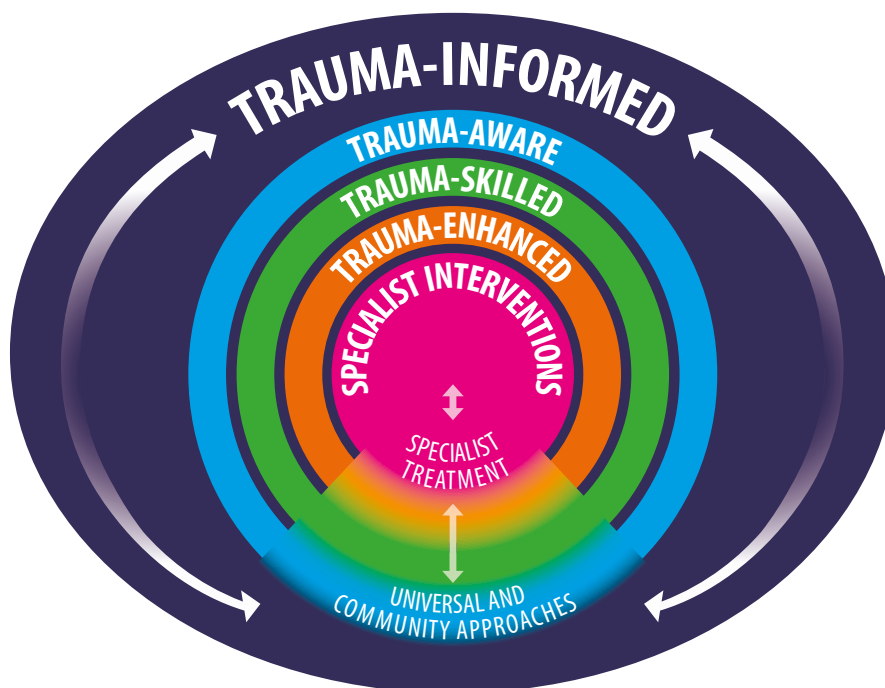 TRAUMA-INFORMED
TRAUMA-AWARE
TRAUMA-SKILLED
TRAUMA-ENHANCED
SPECIALIST INTERVENTIONS
SPECIALIST
TREATMENT
UNIVERSAL AND
COMMUNITY APPROACHES